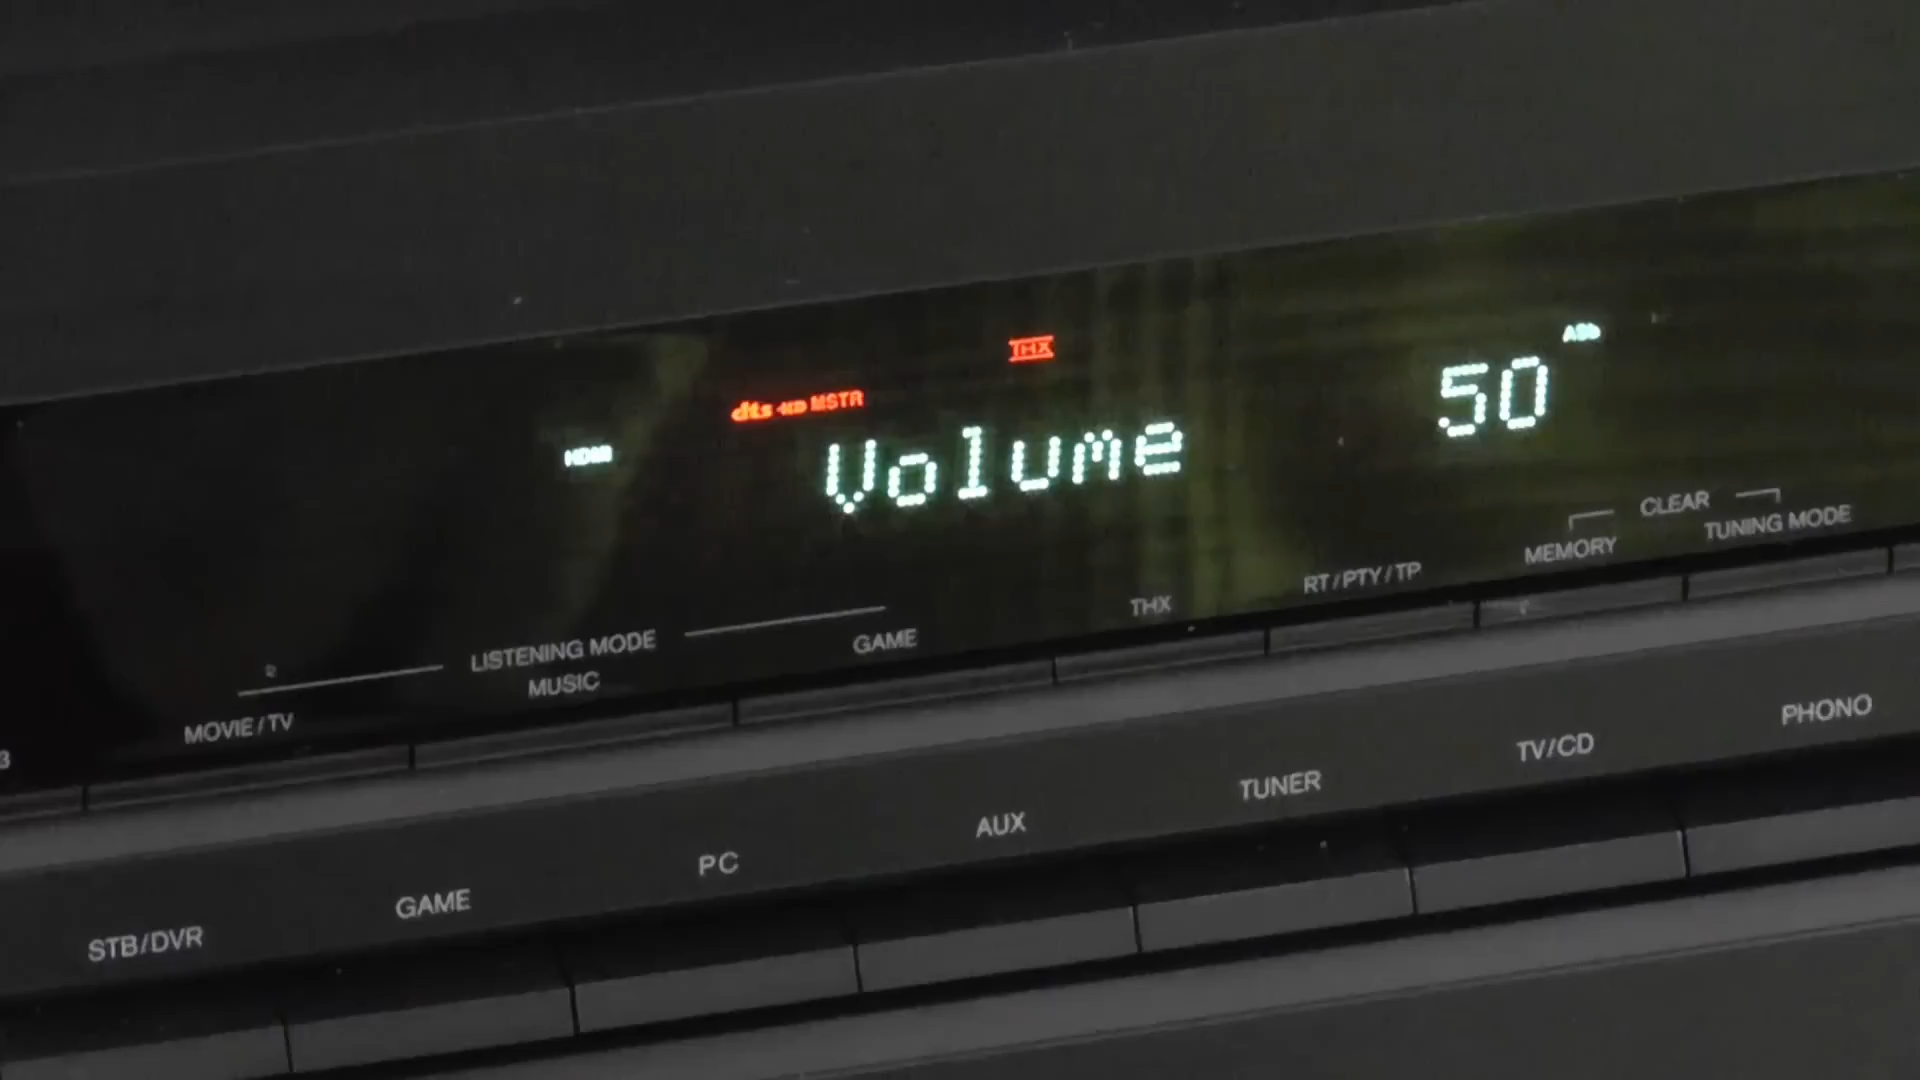 THX
ASb
dts-HD MSTR
HDMI
Volume 50
CLEAR
MEMORY TUNING MODE
RT/PTY/TP
THX
LISTENING MODE
MOVIE/TV MUSIC GAME
STB/DVR GAME PC AUX TUNER TV/CD PHONO